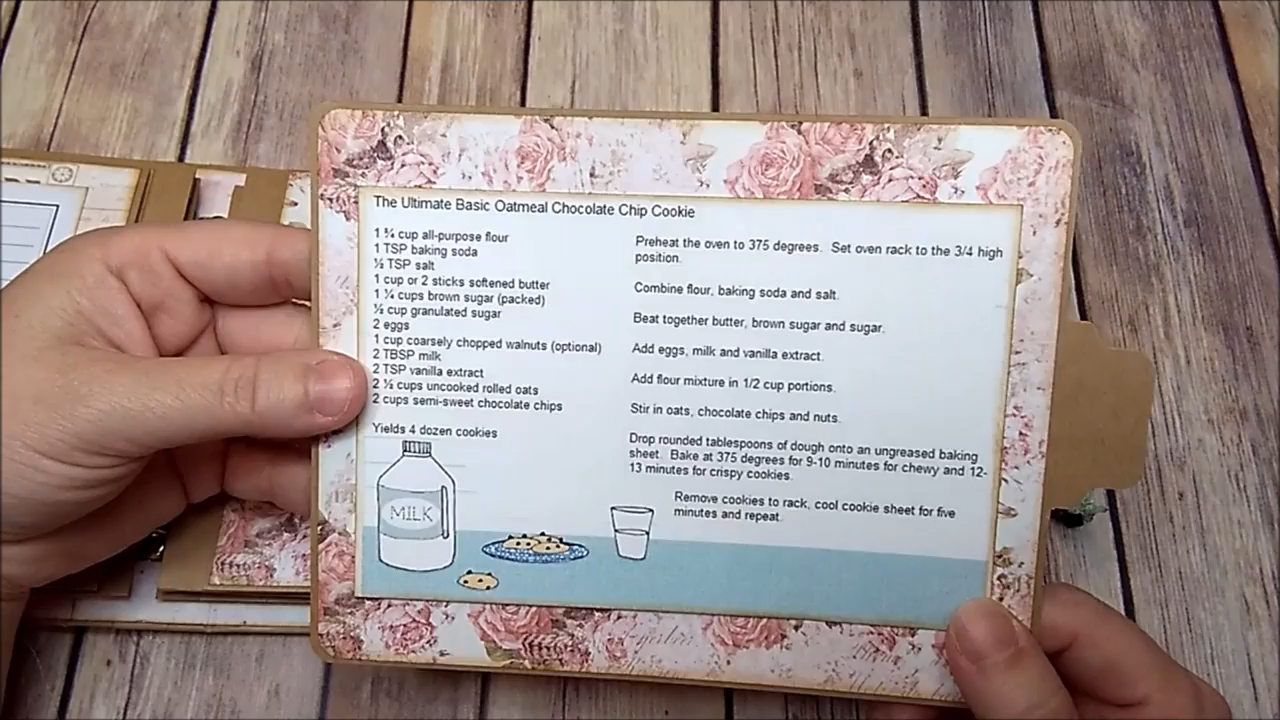 The Ultimate Basic Oatmeal Chocolate Chip Cookie
1 ¾ cup all-purpose flour
1 TSP baking soda
½ TSP salt
1 cup or 2 sticks softened butter
1 ¼ cups brown sugar (packed)
½ cup granulated sugar
2 eggs
1 cup coarsely chopped walnuts (optional)
2 TBSP milk
2 TSP vanilla extract
2 ½ cups uncooked rolled oats
2 cups semi-sweet chocolate chips
Yields 4 dozen cookies
MILK
Preheat the oven to 375 degrees. Set oven rack to the 3/4 high
position.
Combine flour, baking soda and salt.
Beat together butter, brown sugar and sugar.
Add eggs, milk and vanilla extract.
Add flour mixture in 1/2 cup portions.
Stir in oats, chocolate chips and nuts.
Drop rounded tablespoons of dough onto an ungreased baking
sheet. Bake at 375 degrees for 9-10 minutes for chewy and 12-
13 minutes for crispy cookies.
Remove cookies to rack, cool cookie sheet for five
minutes and repeat.